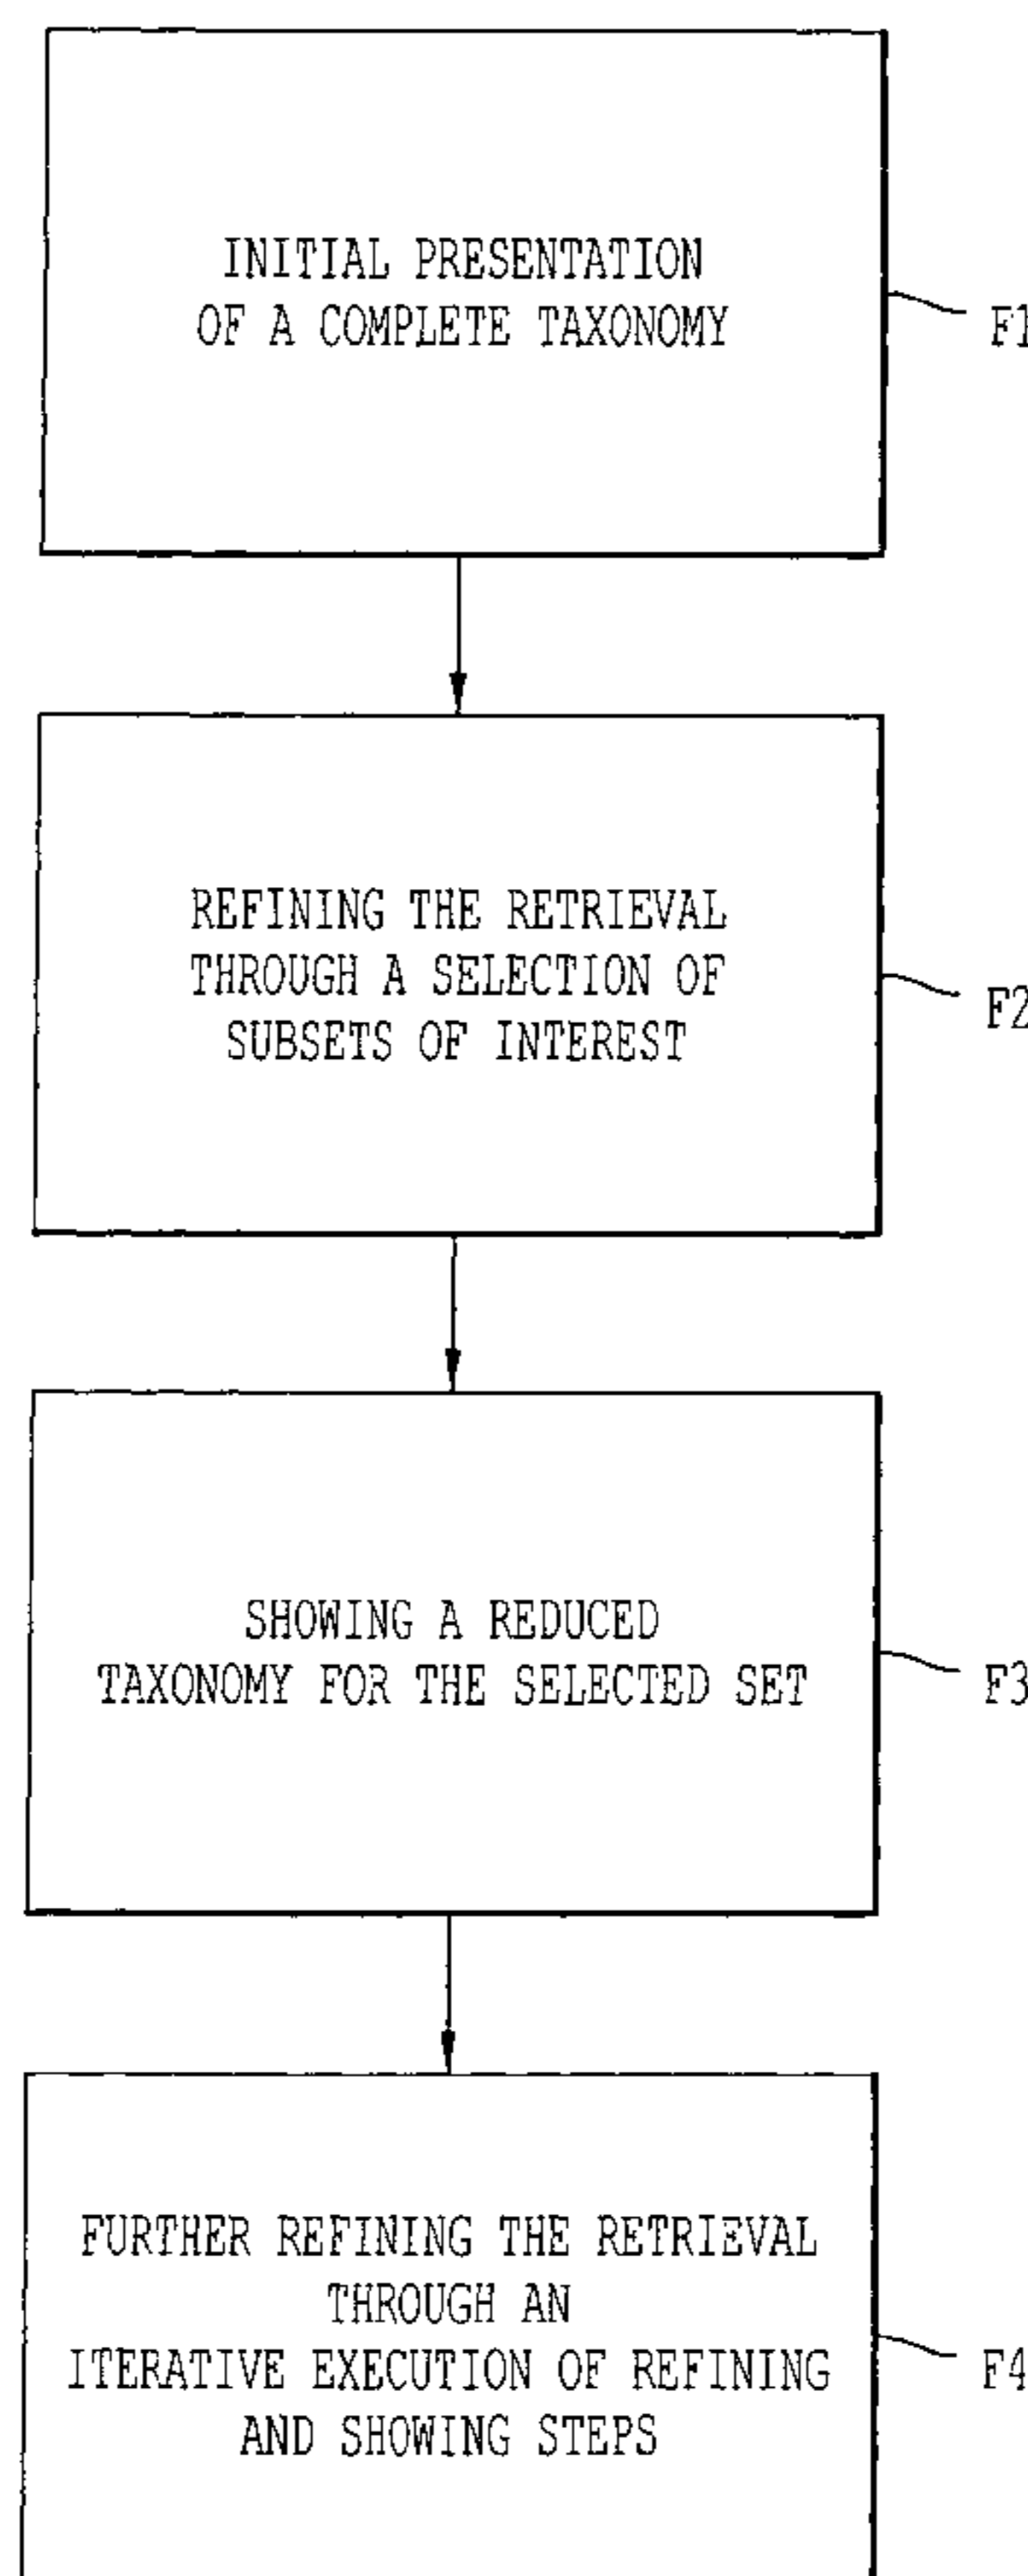 INITIAL PRESENTATION
OF A COMPLETE TAXONOMY
F1
REFINING THE RETRIEVAL
THROUGH A SELECTION OF
SUBSETS OF INTEREST
F2
SHOWING A REDUCED
TAXONOMY FOR THE SELECTED SET
F3
FURTHER REFINING THE RETRIEVAL
THROUGH AN
ITERATIVE EXECUTION OF REFINING
AND SHOWING STEPS
F4